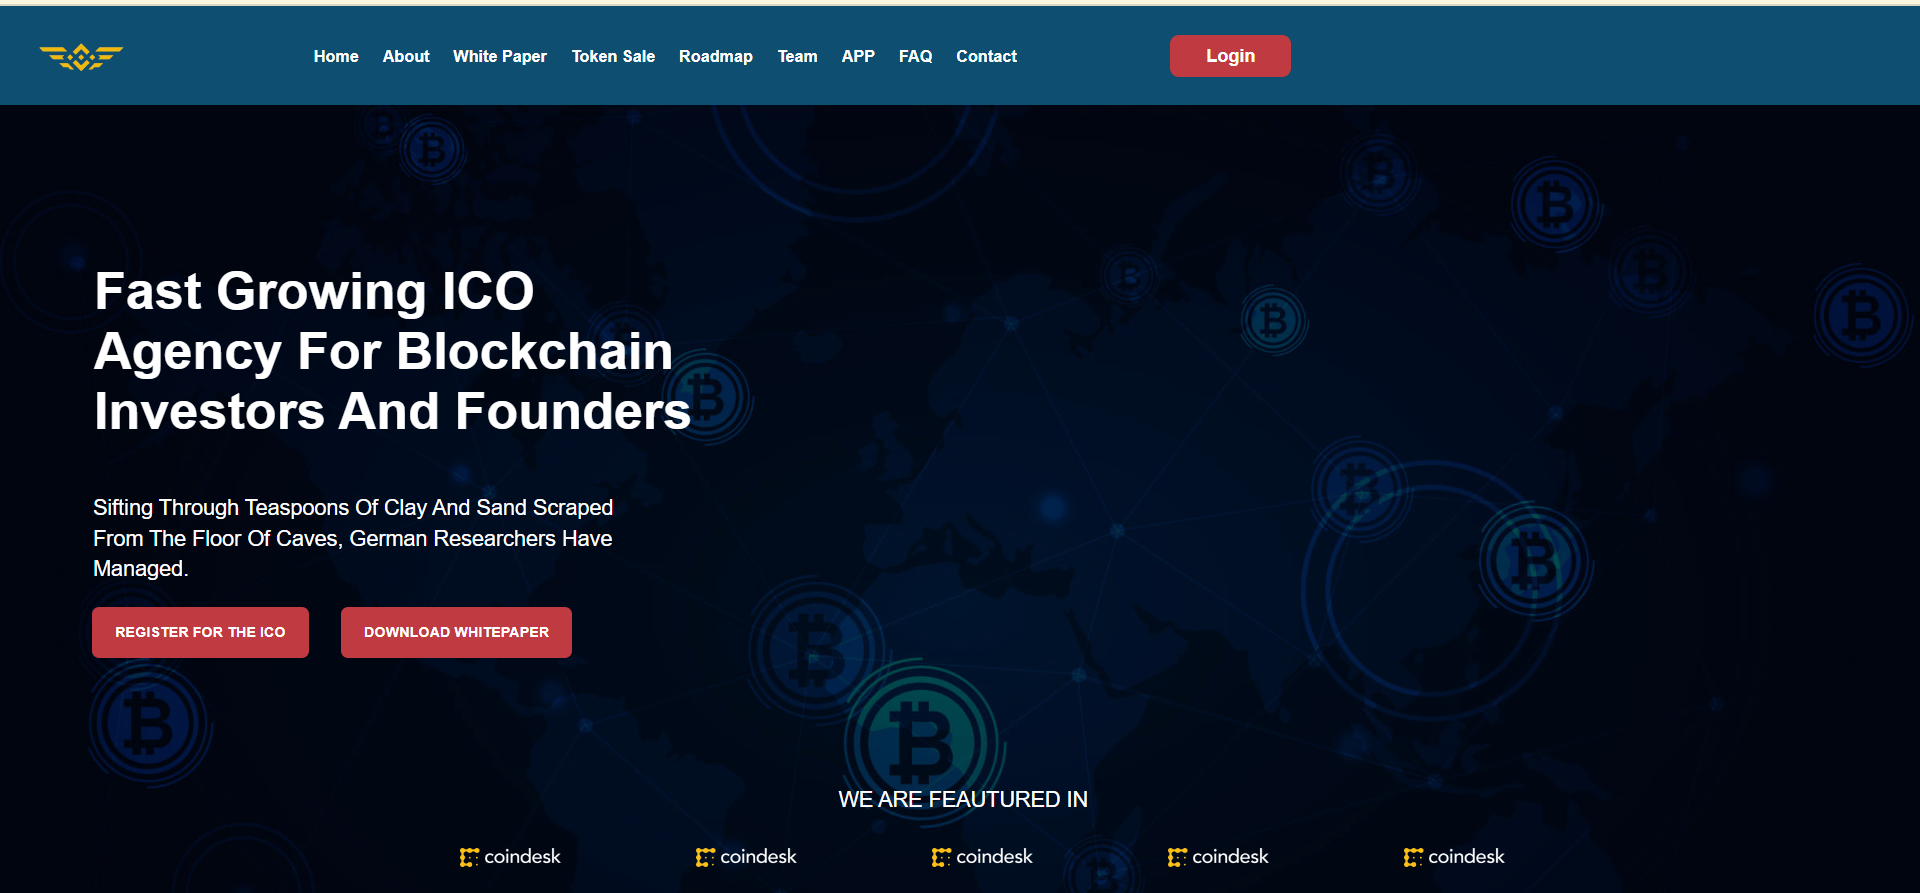 Home About White Paper Token Sale Roadmap Team APP FAQ Contact Login
Fast Growing ICO
Agency For Blockchain
Investors And Founders
Sifting Through Teaspoons Of Clay And Sand Scraped
From The Floor Of Caves, German Researchers Have
Managed.
REGISTER FOR THE ICO DOWNLOAD WHITEPAPER
WE ARE FEAUTURED IN
coindesk coindesk coindesk coindesk coindesk